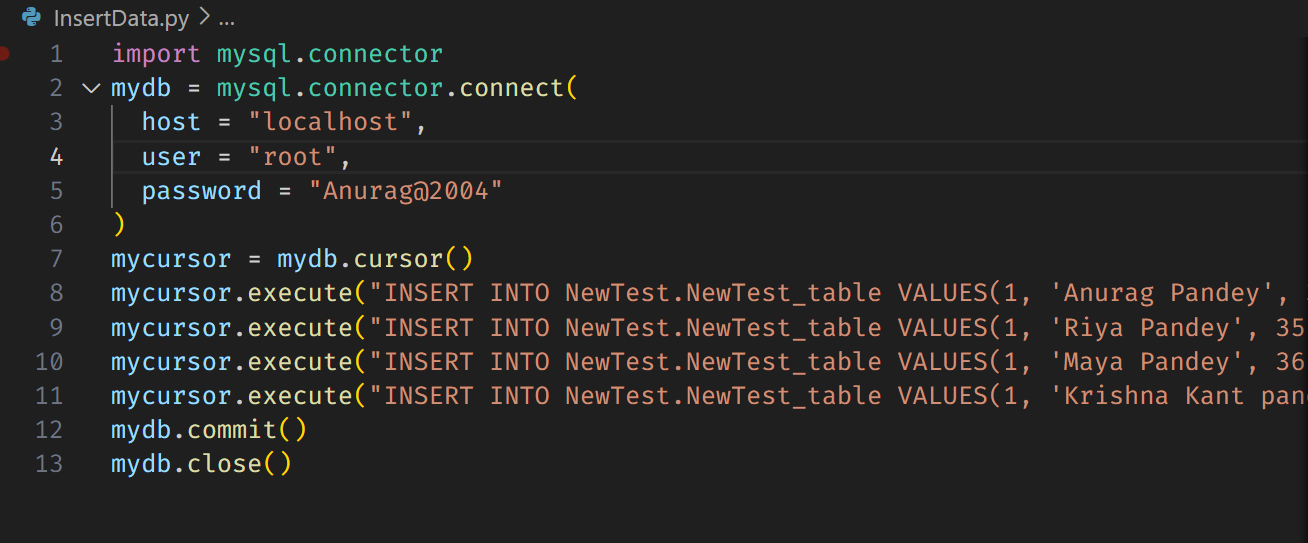 InsertData.py > ...
1 import mysql.connector
2 mydb = mysql.connector.connect(
3 host = "localhost",
4 user = "root",
5 password = "Anurag@2004"
6 )
7 mycursor = mydb.cursor()
8 mycursor.execute("INSERT INTO NewTest.NewTest_table VALUES(1, 'Anurag Pandey',
9 mycursor.execute("INSERT INTO NewTest.NewTest_table VALUES(1, 'Riya Pandey', 35
10 mycursor.execute("INSERT INTO NewTest.NewTest_table VALUES(1, 'Maya Pandey', 36
11 mycursor.execute("INSERT INTO NewTest.NewTest_table VALUES(1, 'Krishna Kant pan
12 mydb.commit()
13 mydb.close()